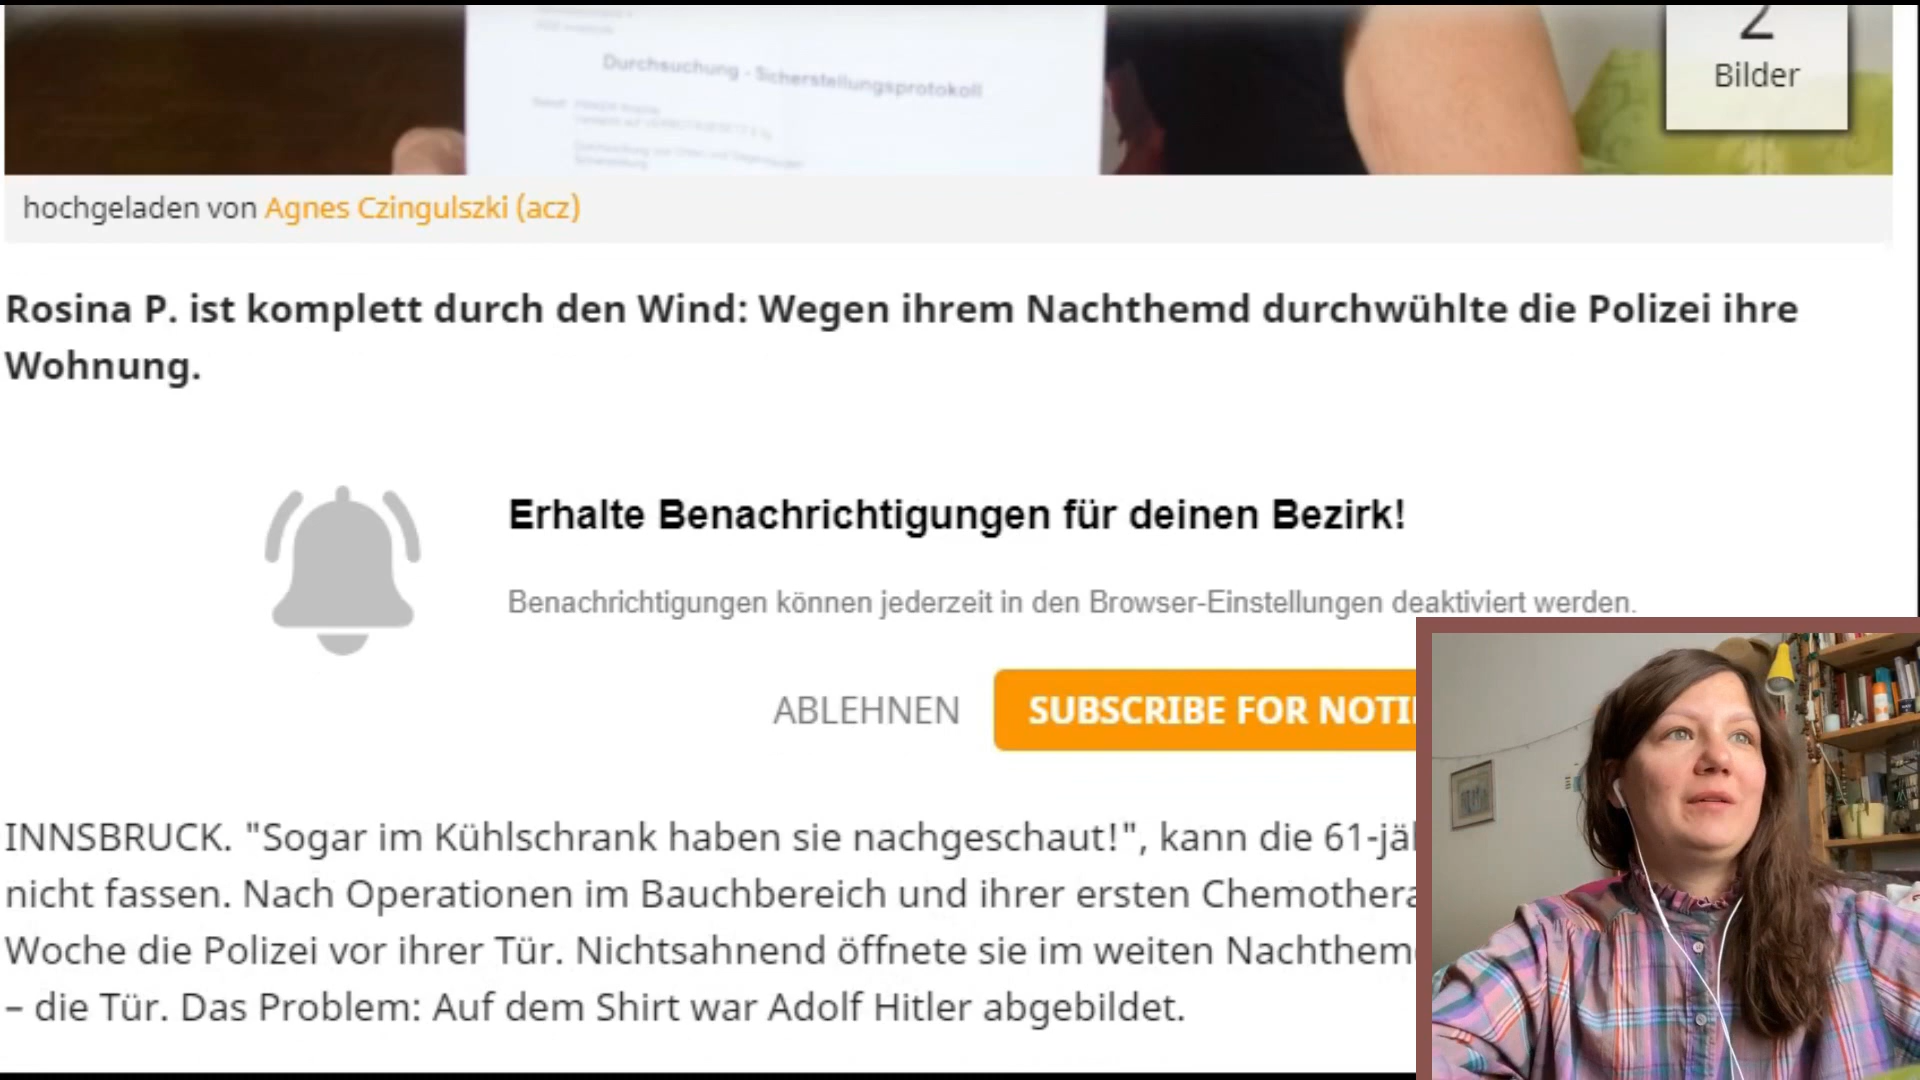 2
Bilder
Durchsuchung - Sicherstellungsprotokoll
hochgeladen von Agnes Czingulszki (acz)
Rosina P. ist komplett durch den Wind: Wegen ihrem Nachthemd durchwühlte die Polizei ihre
Wohnung.
Erhalte Benachrichtigungen für deinen Bezirk!
Benachrichtigungen können jederzeit in den Browser-Einstellungen deaktiviert werden.
ABLEHNEN
SUBSCRIBE FOR NOTI
INNSBRUCK. "Sogar im Kühlschrank haben sie nachgeschaut!", kann die 61-jä
nicht fassen. Nach Operationen im Bauchbereich und ihrer ersten Chemothera
Woche die Polizei vor ihrer Tür. Nichtsahnend öffnete sie im weiten Nachthem
– die Tür. Das Problem: Auf dem Shirt war Adolf Hitler abgebildet.